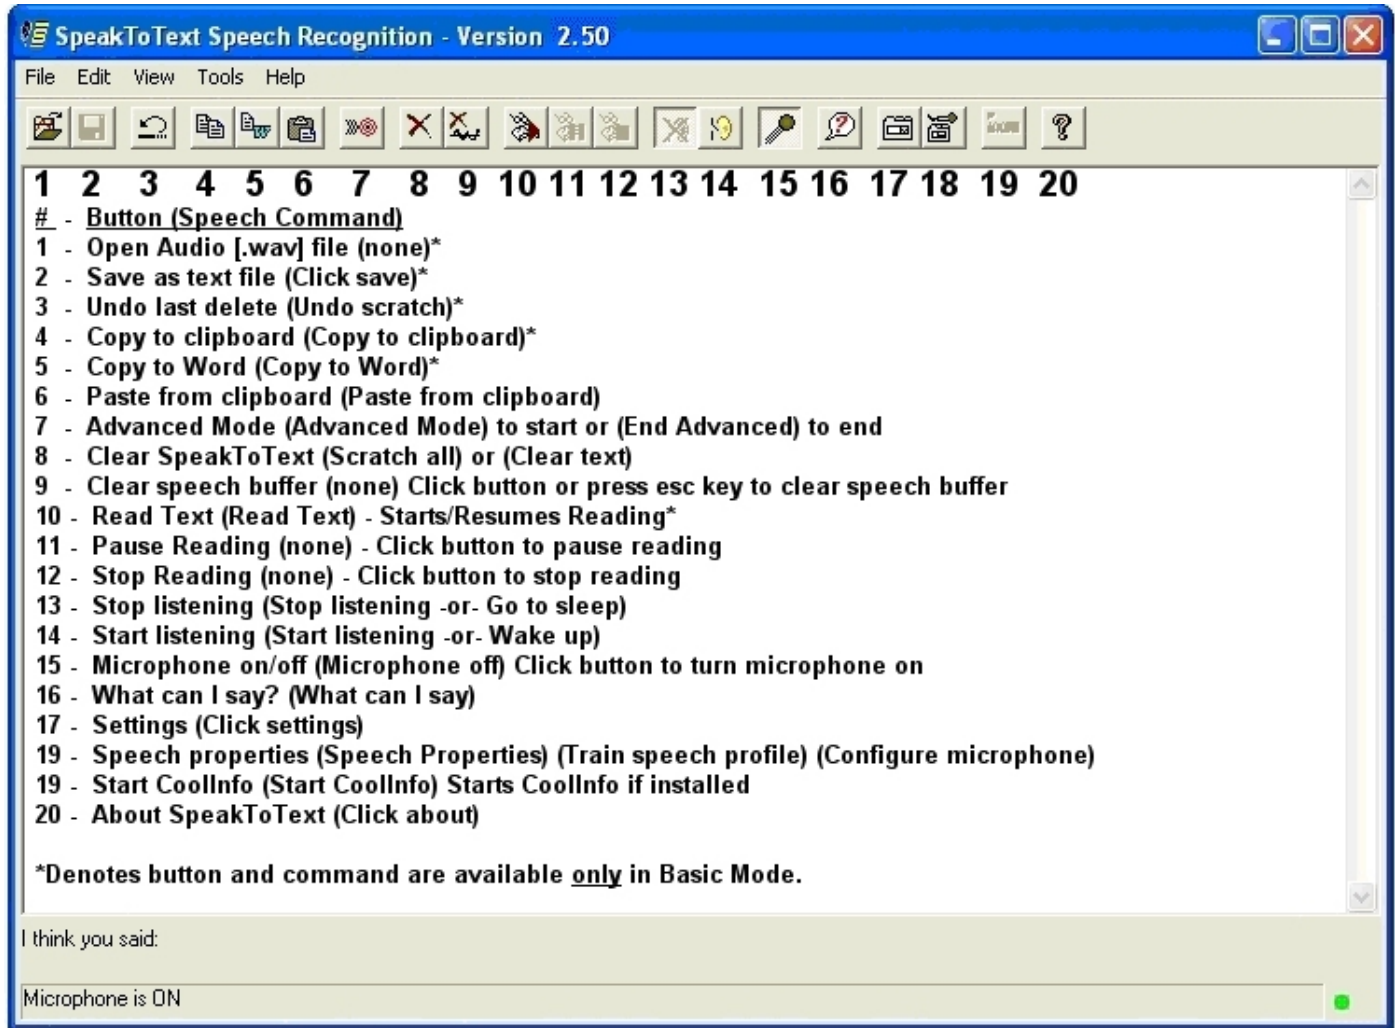 SpeakToText Speech Recognition - Version 2.50
File Edit View Tools Help
1 2 3 4 5 6 7 8 9 10 11 12 13 14 15 16 17 18 19 20
# - Button (Speech Command)
1 - Open Audio [.wav] file (none)*
2 - Save as text file (Click save)*
3 - Undo last delete (Undo scratch)*
4 - Copy to clipboard (Copy to clipboard)*
5 - Copy to Word (Copy to Word)*
6 - Paste from clipboard (Paste from clipboard)
7 - Advanced Mode (Advanced Mode) to start or (End Advanced) to end
8 - Clear SpeakToText (Scratch all) or (Clear text)
9 - Clear speech buffer (none) Click button or press esc key to clear speech buffer
10 - Read Text (Read Text) - Starts/Resumes Reading*
11 - Pause Reading (none) - Click button to pause reading
12 - Stop Reading (none) - Click button to stop reading
13 - Stop listening (Stop listening -or- Go to sleep)
14 - Start listening (Start listening -or- Wake up)
15 - Microphone on/off (Microphone off) Click button to turn microphone on
16 - What can I say? (What can I say)
17 - Settings (Click settings)
19 - Speech properties (Speech Properties) (Train speech profile) (Configure microphone)
19 - Start CoolInfo (Start CoolInfo) Starts CoolInfo if installed
20 - About SpeakToText (Click about)
*Denotes button and command are available only in Basic Mode.
I think you said:
Microphone is ON